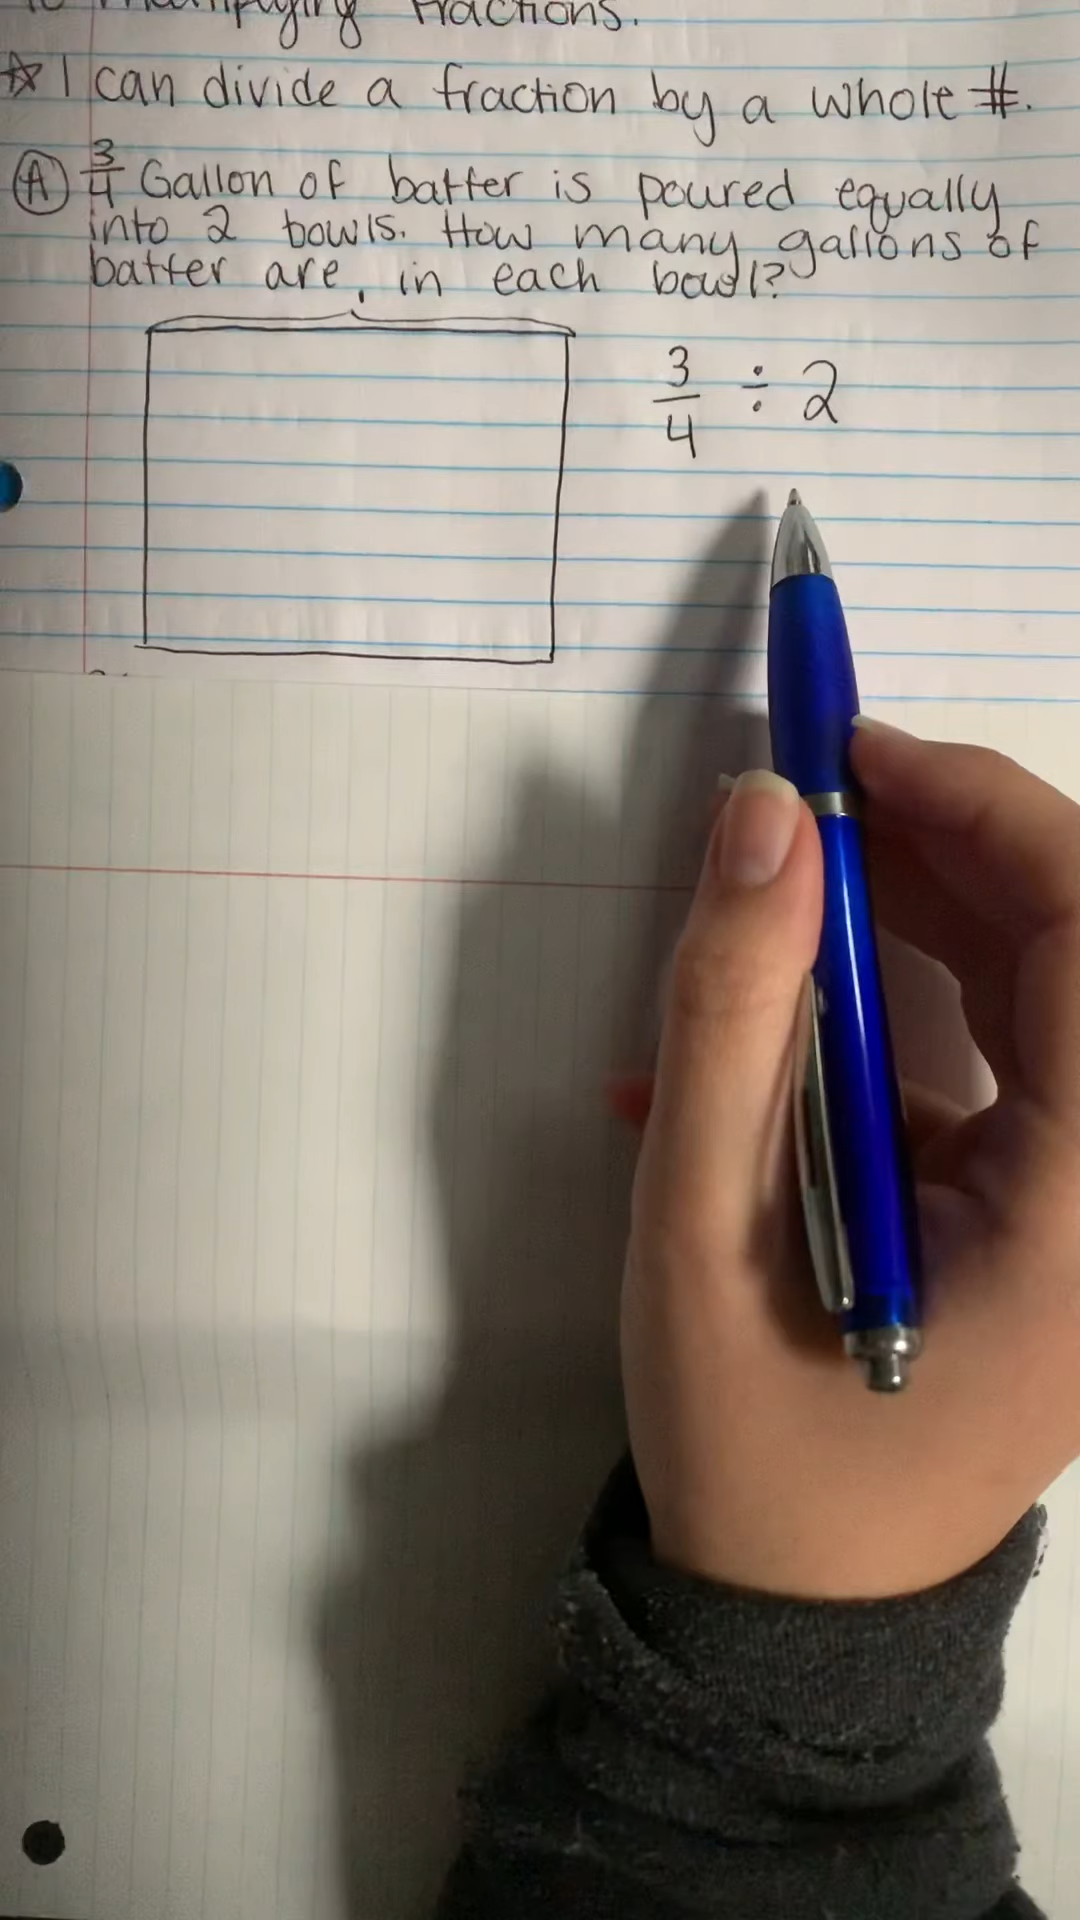 multiplying fractions.
☆ I can divide a fraction by a whole #.
Ⓐ 3/4 Gallon of batter is poured equally
into 2 bowls. How many gallons of
batter are in each bowl?
3/4 ÷ 2